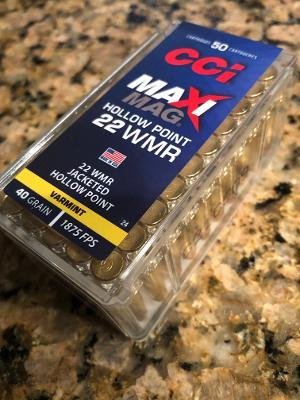 CARTRIDGES 50 CARTOUCHES
CCi
MAXI
MAG
HOLLOW POINT
22 WMR
22 WMR
JACKETED
HOLLOW POINT
VARMINT
24
40 GRAIN 1875 FPS